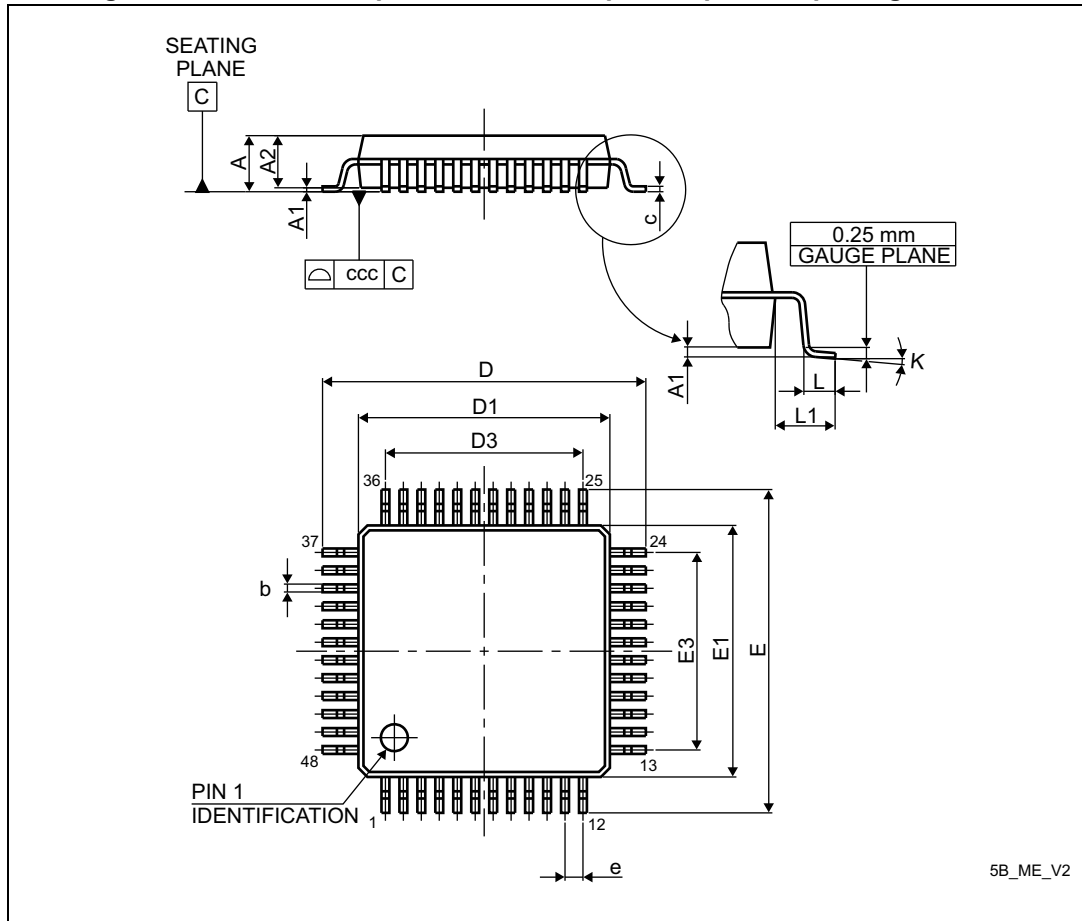 SEATING
PLANE
C
A
A2
A1
c
ccc C
0.25 mm
GAUGE PLANE
A1
K
L
L1
D
D1
D3
36
25
37
24
b
E3
E1
E
48
13
PIN 1
IDENTIFICATION
1
12
e
5B_ME_V2